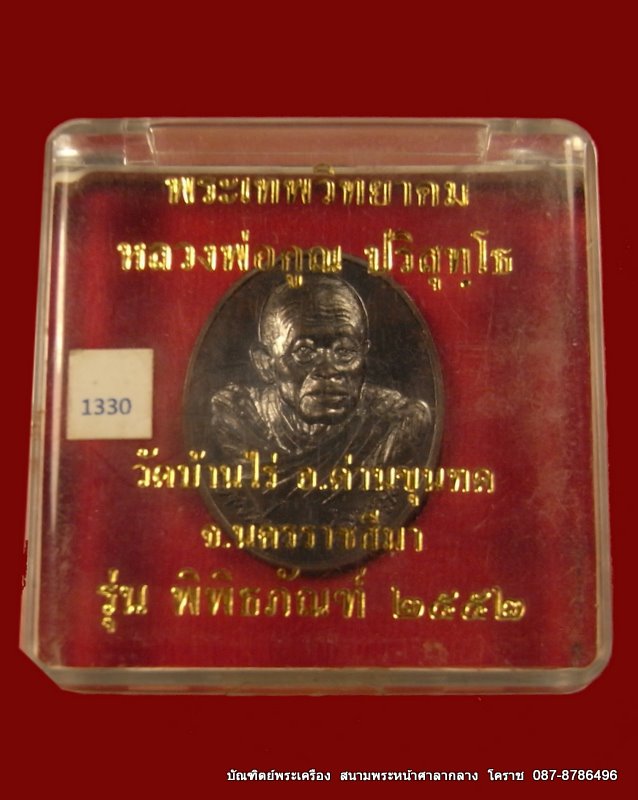 พระเทพวิทยาคม
หลวงพ่อคูณ ปริสุทฺโธ
1330
วัดบ้านไร่ อ.ด่านขุนทด
จ.นครราชสีมา
รุ่น พิพิธภัณฑ์ ๒๕๕๒
บัณฑิตย์พระเครื่อง สนามพระหน้าศาลากลาง โคราช 087-8786496